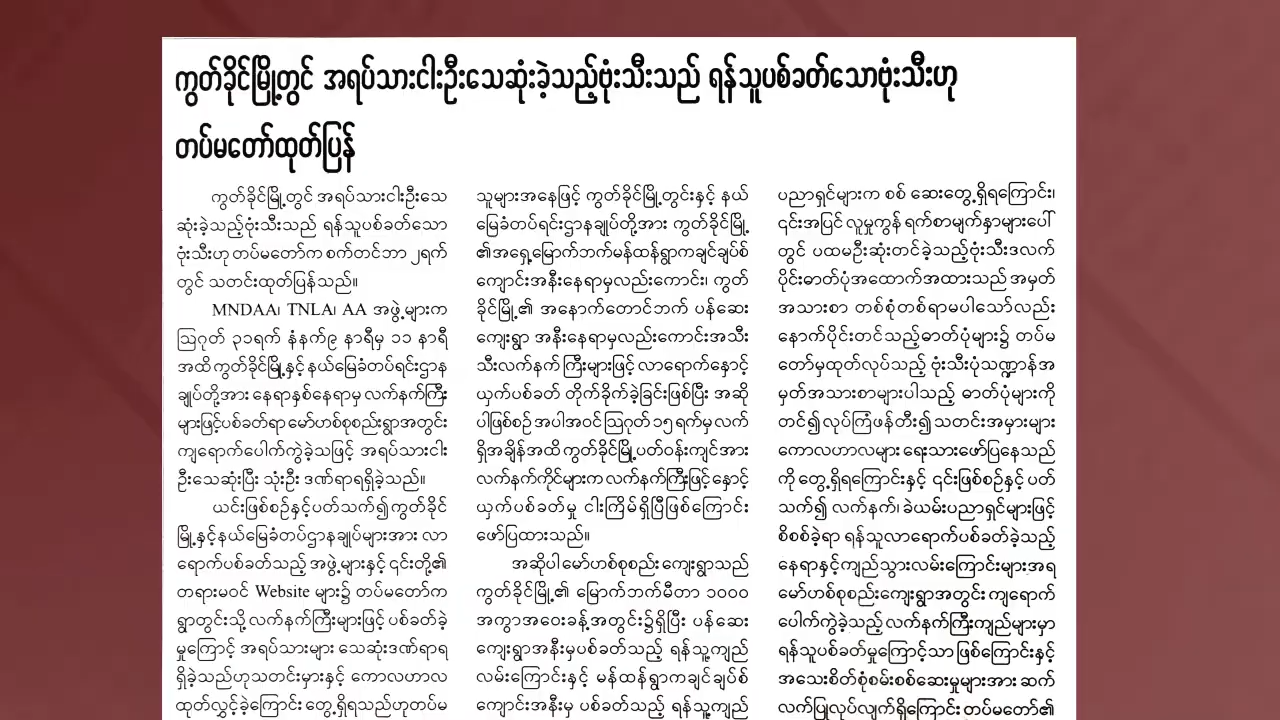 ကွတ်ခိုင်မြို့တွင် အရပ်သားငါးဦးသေဆုံးခဲ့သည့်ဗုံးသီးသည် ရန်သူပစ်ခတ်သောဗုံးသီးဟု
တပ်မတော်ထုတ်ပြန်
ကွတ်ခိုင်မြို့တွင် အရပ်သားငါးဦးသေ
ဆုံးခဲ့သည့်ဗုံးသီးသည် ရန်သူပစ်ခတ်သော
ဗုံးသီးဟု တပ်မတော်က စက်တင်ဘာ ၂ရက်
တွင် သတင်းထုတ်ပြန်သည်။
MNDAA၊ TNLA၊ AA အဖွဲ့များက
ဩဂုတ် ၃၁ရက် နံနက်၉ နာရီမှ ၁၁ နာရီ
အထိ ကွတ်ခိုင်မြို့နှင့် နယ်မြေခံတပ်ရင်းဌာန
ချုပ်တို့အား နေရာနှစ်နေရာမှ လက်နက်ကြီး
များဖြင့်ပစ်ခတ်ရာ မော်ဟစ်စုစည်းရွာအတွင်း
ကျရောက်ပေါက်ကွဲခဲ့သဖြင့် အရပ်သားငါး
ဦးသေဆုံးပြီး သုံးဦး ဒဏ်ရာရရှိခဲ့သည်။
ယင်းဖြစ်စဉ်နှင့်ပတ်သက်၍ ကွတ်ခိုင်
မြို့နှင့်နယ်မြေခံတပ်ဌာနချုပ်များအား လာ
ရောက်ပစ်ခတ်သည့် အဖွဲ့များနှင့် ၎င်းတို့၏
တရားမဝင် Website များ၌ တပ်မတော်က
ရွာတွင်းသို့ လက်နက်ကြီးများဖြင့် ပစ်ခတ်ခဲ့
မှုကြောင့် အရပ်သားများ သေဆုံးဒဏ်ရာရ
ရှိခဲ့သည်ဟုသတင်းမှားနှင့် ကောလဟာလ
ထုတ်လွှင့်ခဲ့ကြောင်း တွေ့ရှိရသည်ဟုတပ်မ
သူများအနေဖြင့် ကွတ်ခိုင်မြို့တွင်းနှင့် နယ်
မြေခံတပ်ရင်းဌာနချုပ်တို့အား ကွတ်ခိုင်မြို့
၏အရှေ့မြောက်ဘက်မန်ထန်ရွာကချင်ချပ်စ်
ကျောင်းအနီးနေရာမှလည်းကောင်း၊ ကွတ်
ခိုင်မြို့၏ အနောက်တောင်ဘက် ပန်ဆေး
ကျေးရွာ အနီးနေရာမှလည်းကောင်းအသီး
သီးလက်နက် ကြီးများဖြင့် လာရောက်နှောင့်
ယှက်ပစ်ခတ် တိုက်ခိုက်ခဲ့ခြင်းဖြစ်ပြီး အဆို
ပါဖြစ်စဉ် အပါအဝင် ဩဂုတ် ၁၅ ရက်မှ လက်
ရှိအချိန်အထိ ကွတ်ခိုင်မြို့ပတ်ဝန်းကျင်အား
လက်နက်ကိုင်များက လက်နက်ကြီးဖြင့်နှောင့်
ယှက်ပစ်ခတ်မှု ငါးကြိမ်ရှိပြီဖြစ်ကြောင်း
ဖော်ပြထားသည်။
အဆိုပါ မော်ဟစ်စုစည်း ကျေးရွာသည်
ကွတ်ခိုင်မြို့၏ မြောက်ဘက်မီတာ ၁၀၀၀
အကွာအဝေးခန့်အတွင်း၌ရှိပြီး ပန်ဆေး
ကျေးရွာအနီးမှပစ်ခတ်သည့် ရန်သူ့ကျည်
လမ်းကြောင်းနှင့် မန်ထန်ရွာကချင်ချပ်စ်
ကျောင်းအနီးမှ ပစ်ခတ်သည့် ရန်သူ့ကျည်
ပညာရှင်များက စစ် ဆေးတွေ့ရှိရကြောင်း၊
၎င်းအပြင် လူမှုကွန် ရက်စာမျက်နှာများပေါ်
တွင် ပထမဦးဆုံးတင်ခဲ့သည့်ဗုံးသီးဒလက်
ပိုင်းဓာတ်ပုံအထောက်အထားသည် အမှတ်
အသားစာ တစ်စုံတစ်ရာမပါသော်လည်း
နောက်ပိုင်းတင်သည့်ဓာတ်ပုံများ၌ တပ်မ
တော်မှထုတ်လုပ်သည့် ဗုံးသီးပုံသဏ္ဌာန်အ
မှတ်အသားစာများပါသည့် ဓာတ်ပုံများကို
တင်၍ လုပ်ကြံဖန်တီး၍ သတင်းအမှားများ
ကောလဟာလများ ရေးသားဖော်ပြနေသည်
ကို တွေ့ရှိရကြောင်းနှင့် ၎င်းဖြစ်စဉ်နှင့် ပတ်
သက်၍ လက်နက်၊ ခဲယမ်းပညာရှင်များဖြင့်
စိစစ်ခဲ့ရာ ရန်သူလာရောက်ပစ်ခတ်ခဲ့သည့်
နေရာနှင့်ကျည်သွားလမ်းကြောင်းများအရ
မော်ဟစ်စုစည်းကျေးရွာအတွင်း ကျရောက်
ပေါက်ကွဲခဲ့သည့် လက်နက်ကြီးကျည်များမှာ
ရန်သူပစ်ခတ်မှုကြောင့်သာ ဖြစ်ကြောင်းနှင့်
အသေးစိတ်စုံစမ်းစစ်ဆေးမှုများအား ဆက်
လက်ပြုလုပ်လျက်ရှိကြောင်း တပ်မတော်၏